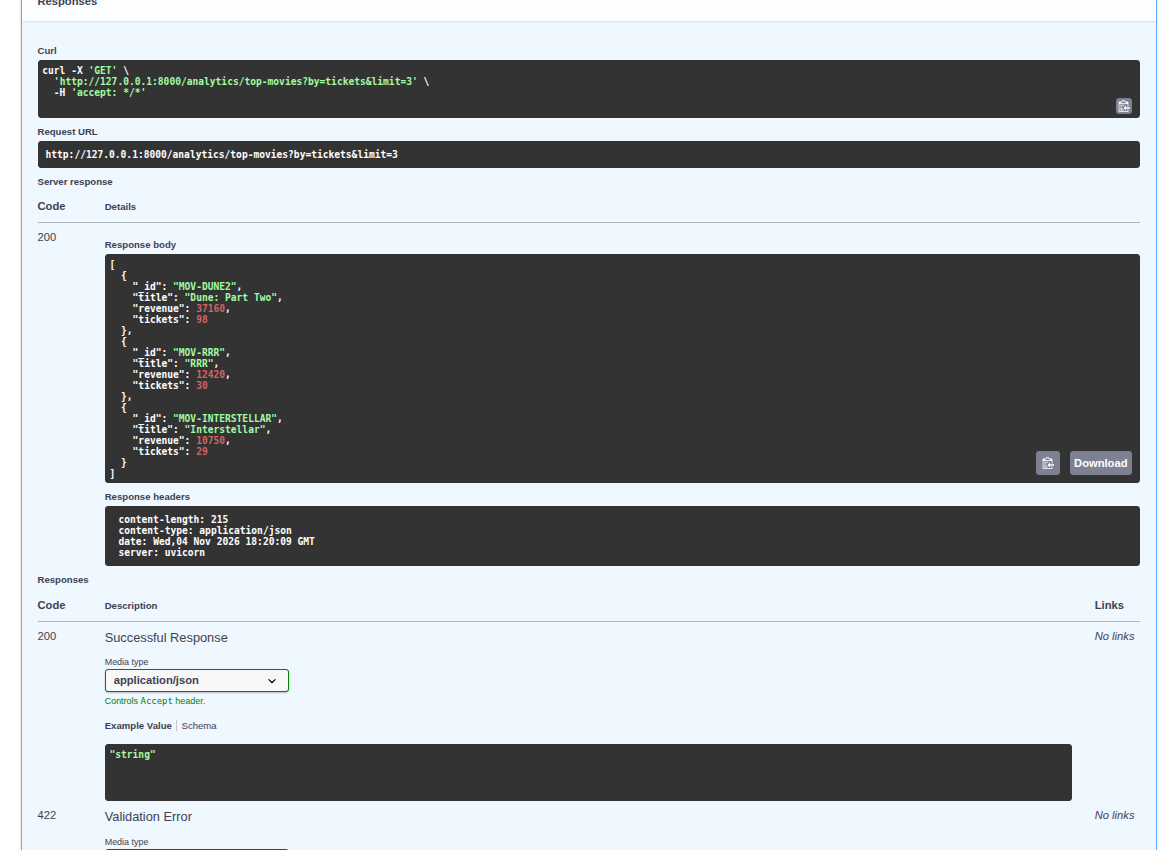 Responses
Curl
curl -X 'GET' \
  'http://127.0.0.1:8000/analytics/top-movies?by=tickets&limit=3' \
  -H 'accept: */*'
Request URL
http://127.0.0.1:8000/analytics/top-movies?by=tickets&limit=3
Server response
Code Details
200
Response body
[
  {
    "_id": "MOV-DUNE2",
    "title": "Dune: Part Two",
    "revenue": 37160,
    "tickets": 98
  },
  {
    "_id": "MOV-RRR",
    "title": "RRR",
    "revenue": 12420,
    "tickets": 30
  },
  {
    "_id": "MOV-INTERSTELLAR",
    "title": "Interstellar",
    "revenue": 10750,
    "tickets": 29
  }
]
Download
Response headers
content-length: 215
content-type: application/json
date: Wed,04 Nov 2026 18:20:09 GMT
server: uvicorn
Responses
Code Description Links
200 Successful Response No links
Media type
application/json
Controls Accept header.
Example Value Schema
"string"
422 Validation Error No links
Media type